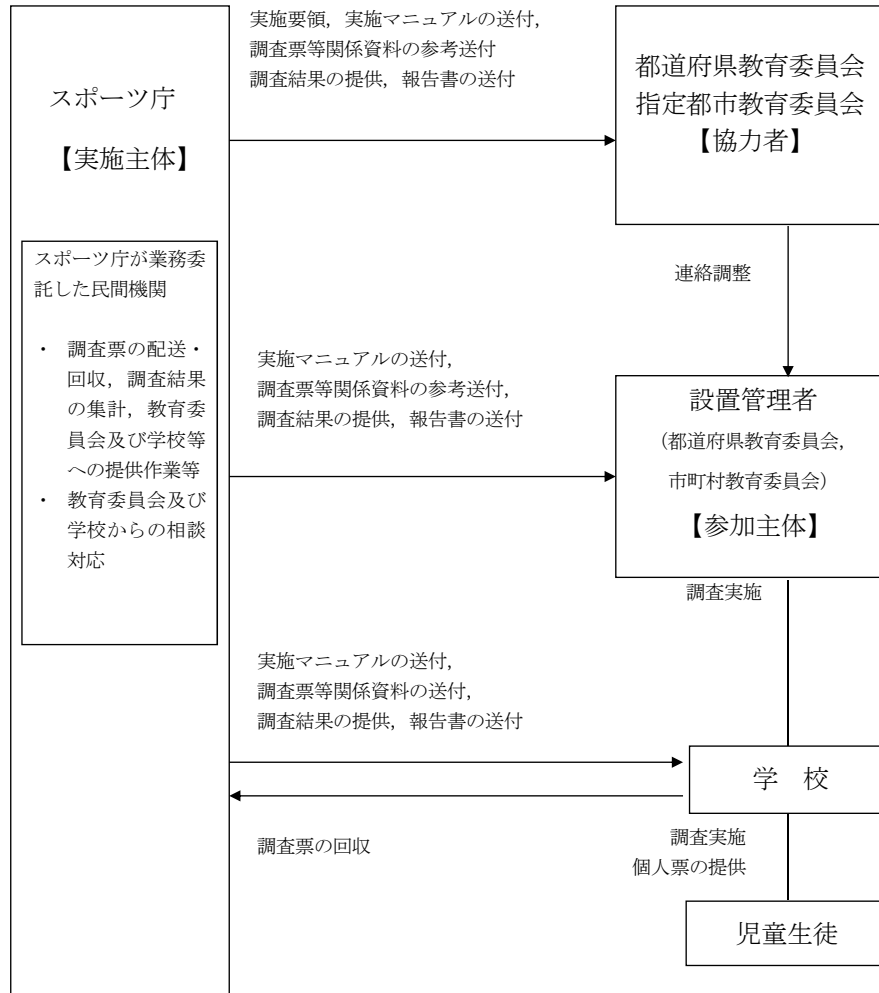 スポーツ庁
【実施主体】
スポーツ庁が業務委
託した民間機関
・ 調査票の配送・
回収，調査結果
の集計，教育委
員会及び学校等
への提供作業等
・ 教育委員会及び
学校からの相談
対応
実施要領，実施マニュアルの送付，
調査票等関係資料の参考送付
調査結果の提供，報告書の送付
都道府県教育委員会
指定都市教育委員会
【協力者】
連絡調整
実施マニュアルの送付，
調査票等関係資料の参考送付，
調査結果の提供，報告書の送付
設置管理者
（都道府県教育委員会，
市町村教育委員会）
【参加主体】
調査実施
実施マニュアルの送付，
調査票等関係資料の送付，
調査結果の提供，報告書の送付
学　校
調査票の回収
調査実施
個人票の提供
児童生徒